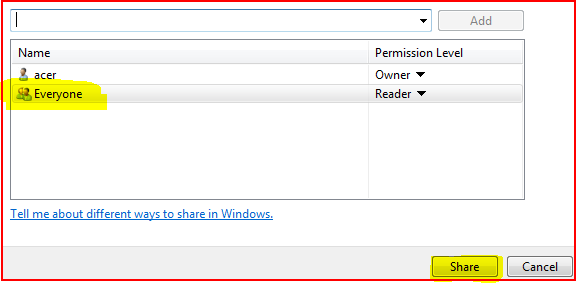 Add
Name Permission Level
acer Owner
Everyone Reader
Tell me about different ways to share in Windows.
Share Cancel